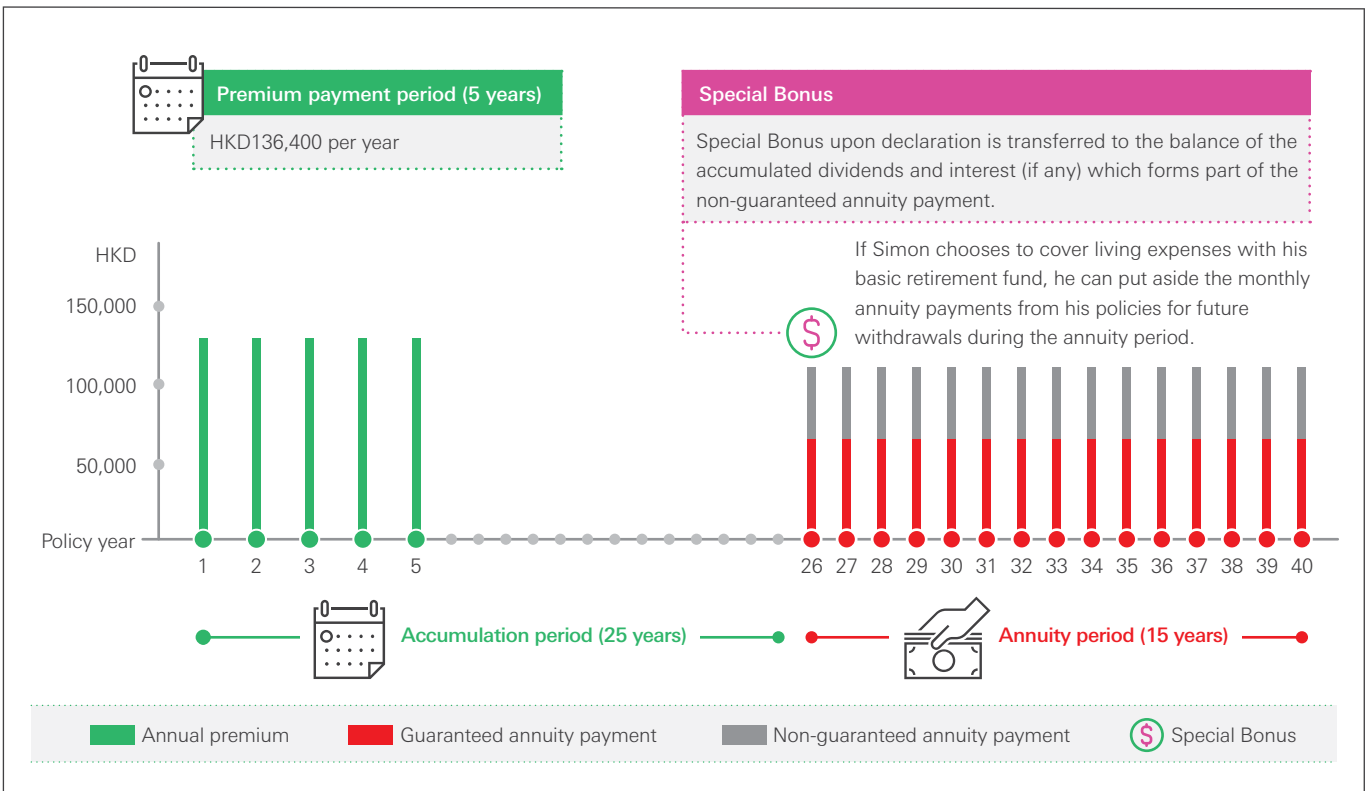 Premium payment period (5 years)
HKD136,400 per year
Special Bonus
Special Bonus upon declaration is transferred to the balance of the
accumulated dividends and interest (if any) which forms part of the
non-guaranteed annuity payment.
If Simon chooses to cover living expenses with his
basic retirement fund, he can put aside the monthly
annuity payments from his policies for future
withdrawals during the annuity period.
$
HKD
150,000
100,000
50,000
Policy year
1 2 3 4 5 26 27 28 29 30 31 32 33 34 35 36 37 38 39 40
Accumulation period (25 years)
Annuity period (15 years)
Annual premium
Guaranteed annuity payment
Non-guaranteed annuity payment
$ Special Bonus